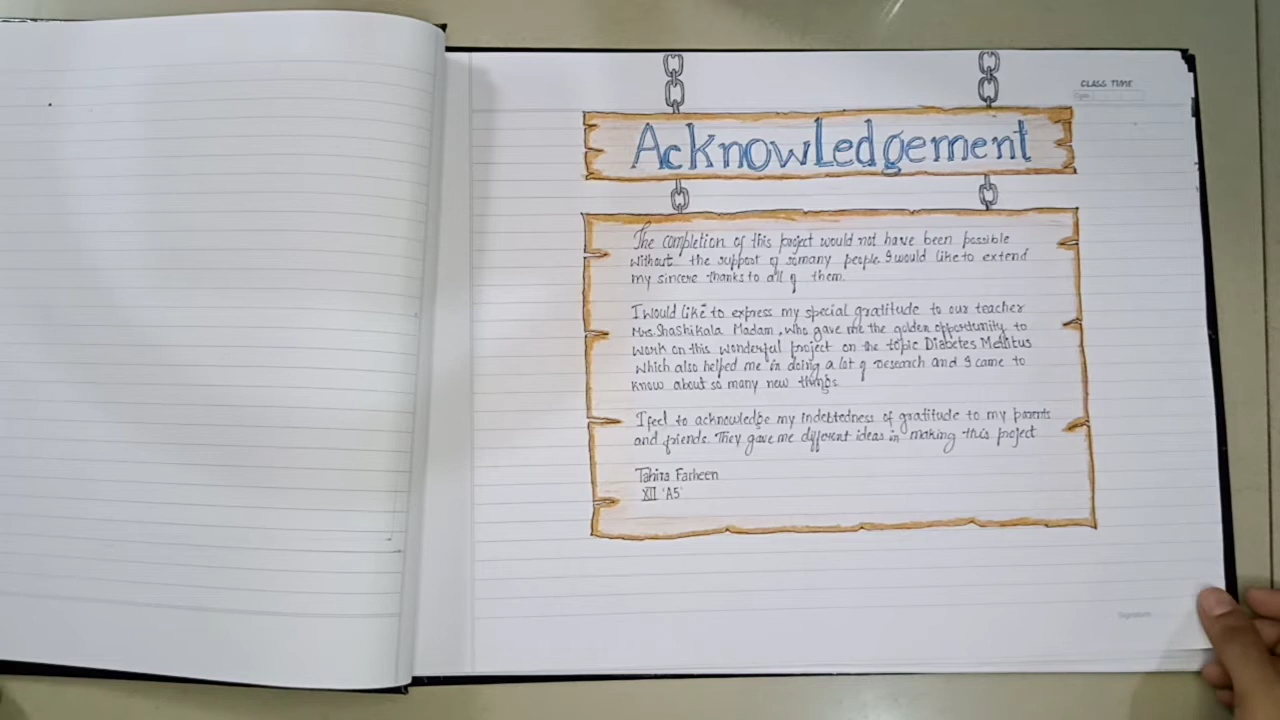 CLASS TIME
Date
Acknowledgement
The completion of this project would not have been possible
without the support of somany people. I would like to extend
my sincere thanks to all of them.
I would like to express my special gratitude to our teacher
Mrs. Shashikala Madam, who gave me the golden opportunity to
work on this wonderful project on the topic Diabetes Mellitus
which also helped me in doing a lot of research and I came to
know about so many new things.
I feel to acknowledge my indebtedness of gratitude to my parents
and friends. They gave me different ideas in making this project
Tahira Farheen
XII 'A5'
Signature